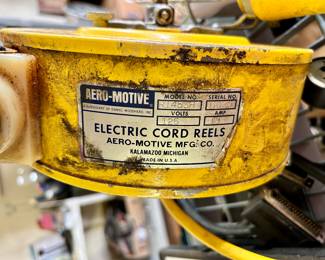 AERO-MOTIVE
MODEL NO. SERIAL NO.
VOLTS AMP
125
ELECTRIC CORD REELS
AERO-MOTIVE MFG. CO.
KALAMAZOO MICHIGAN
MADE IN U.S.A.